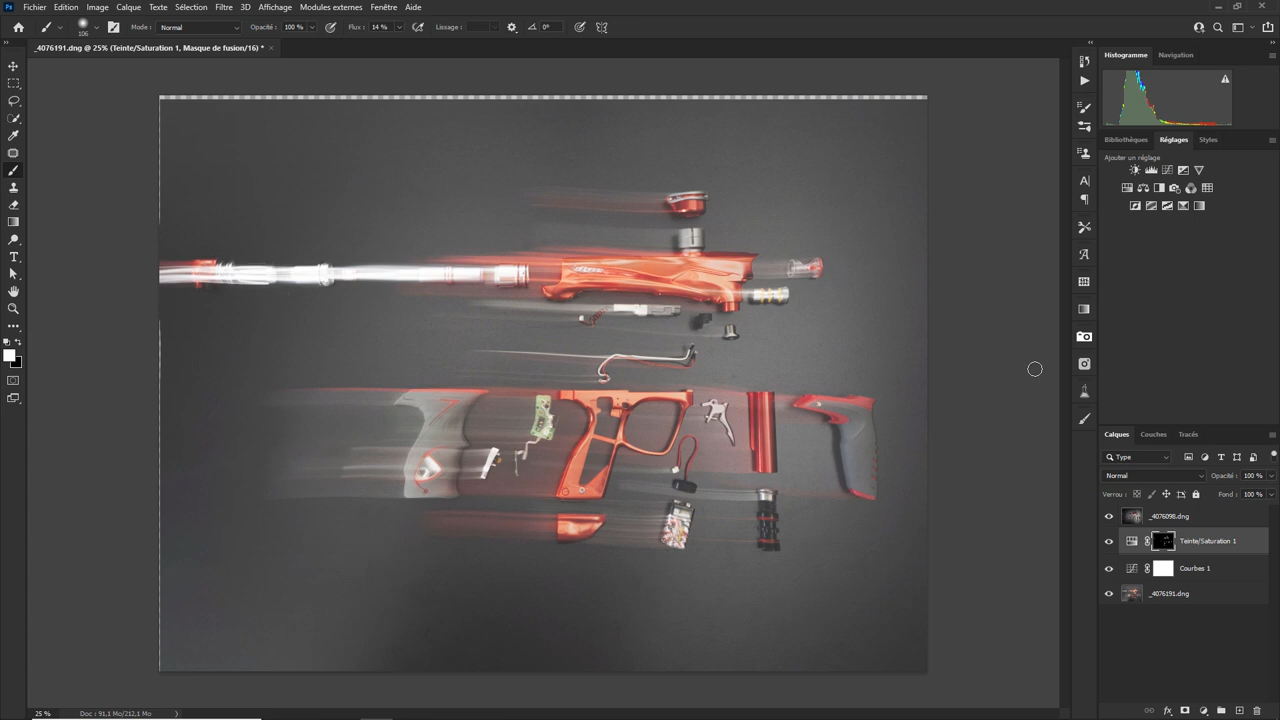 Ps Fichier Edition Image Calque Texte Sélection Filtre 3D Affichage Modules externes Fenêtre Aide
106 Mode : Normal Opacité : 100 % Flux : 14 % Lissage : 0°
_4076191.dng @ 25% (Teinte/Saturation 1, Masque de fusion/16) * ×
Histogramme Navigation
Bibliothèques Réglages Styles
Ajouter un réglage
Calques Couches Tracés
Type
Normal Opacité : 100 %
Verrou : Fond : 100 %
_4076098.dng
Teinte/Saturation 1
Courbes 1
_4076191.dng
25 % Doc : 91,1 Mo/212,1 Mo